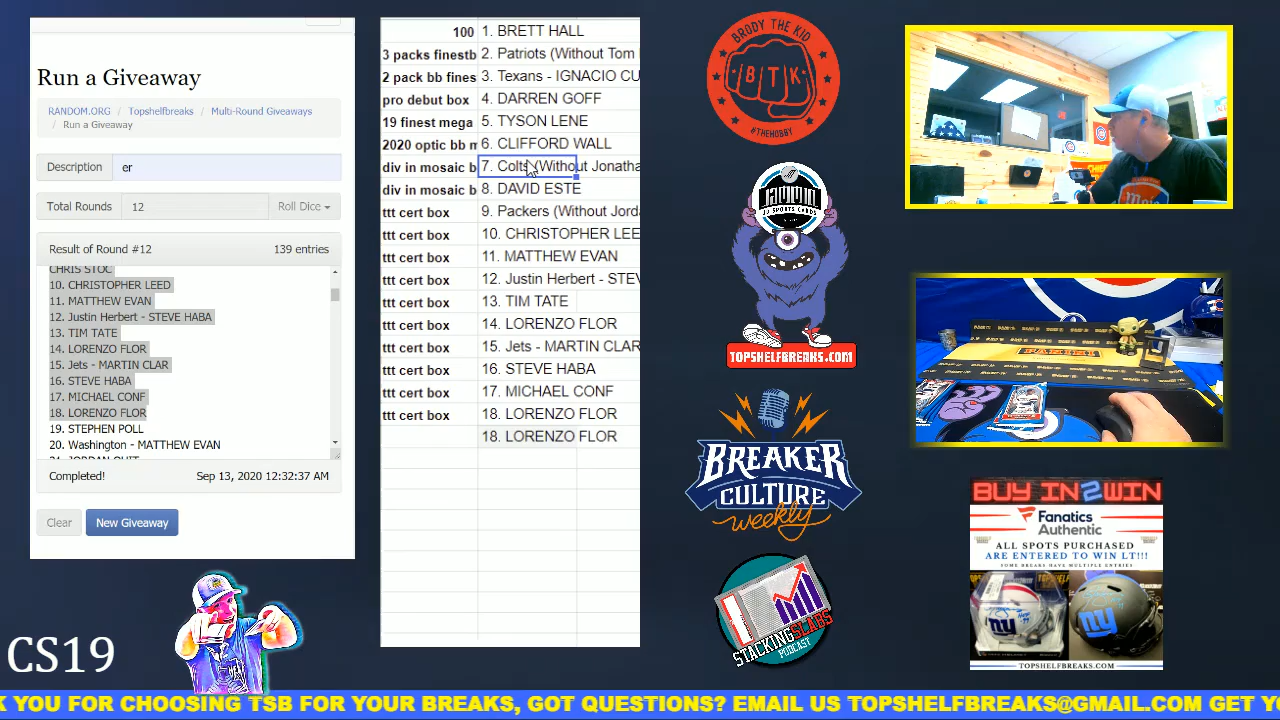 Run a Giveaway
RANDOM.ORG / Topshelfbreaks / Multi-Round Giveaways
/ Run a Giveaway
Description er
Total Rounds 12 Roll Dice
Result of Round #12 139 entries
CHRIS STOC
10. CHRISTOPHER LEED
11. MATTHEW EVAN
12. Justin Herbert - STEVE HABA
13. TIM TATE
14. LORENZO FLOR
15. Jets - MARTIN CLAR
16. STEVE HABA
17. MICHAEL CONF
18. LORENZO FLOR
19. STEPHEN POLL
20. Washington - MATTHEW EVAN
Completed! Sep 13, 2020 12:32:37 AM
Clear New Giveaway
CS19
100 1. BRETT HALL
3 packs finestb 2. Patriots (Without Tom
2 pack bb fines 3. Texans - IGNACIO CU
pro debut box 4. DARREN GOFF
19 finest mega 5. TYSON LENE
2020 optic bb m 6. CLIFFORD WALL
div in mosaic b 7. Colts (Without Jonatha
div in mosaic b 8. DAVID ESTE
ttt cert box 9. Packers (Without Jorda
ttt cert box 10. CHRISTOPHER LEE
ttt cert box 11. MATTHEW EVAN
ttt cert box 12. Justin Herbert - STEV
ttt cert box 13. TIM TATE
ttt cert box 14. LORENZO FLOR
ttt cert box 15. Jets - MARTIN CLAR
ttt cert box 16. STEVE HABA
ttt cert box 17. MICHAEL CONF
ttt cert box 18. LORENZO FLOR
18. LORENZO FLOR
BRODY THE KID
BTK
#THEHOBBY
JAMMIN
JJ SPORTS CARDS
TOPSHELFBREAKS.COM
BREAKER
CULTURE
weekly
STACKING SLABS
PODCAST
PANINI
BUY IN2WIN
Fanatics
Authentic
ALL SPOTS PURCHASED
ARE ENTERED TO WIN LT!!!
SOME BREAKS HAVE MULTIPLE ENTRIES
ny
ny
TOPSHELFBREAKS.COM
K YOU FOR CHOOSING TSB FOR YOUR BREAKS, GOT QUESTIONS? EMAIL US TOPSHELFBREAKS@GMAIL.COM GET Y